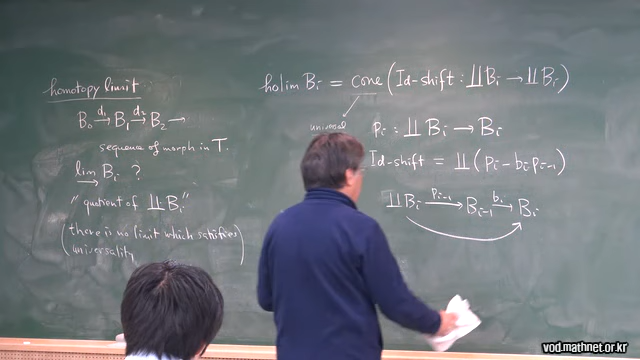 homotopy limit
B₀ →(d₁) B₁ →(d₂) B₂ →
sequence of morph in T.
lim→ Bᵢ ?
"quotient of ∐ Bᵢ"
(there is no limit which satisfies
universality)
holim Bᵢ = cone (Id-shift : ∐Bᵢ → ∐Bᵢ)
universal
pᵢ : ∐ Bᵢ → Bᵢ
Id-shift = ∐(pᵢ - bᵢpᵢ₋₁)
∐Bᵢ →(pᵢ₋₁) Bᵢ₋₁ →(bᵢ) Bᵢ
vod.mathnet.or.kr